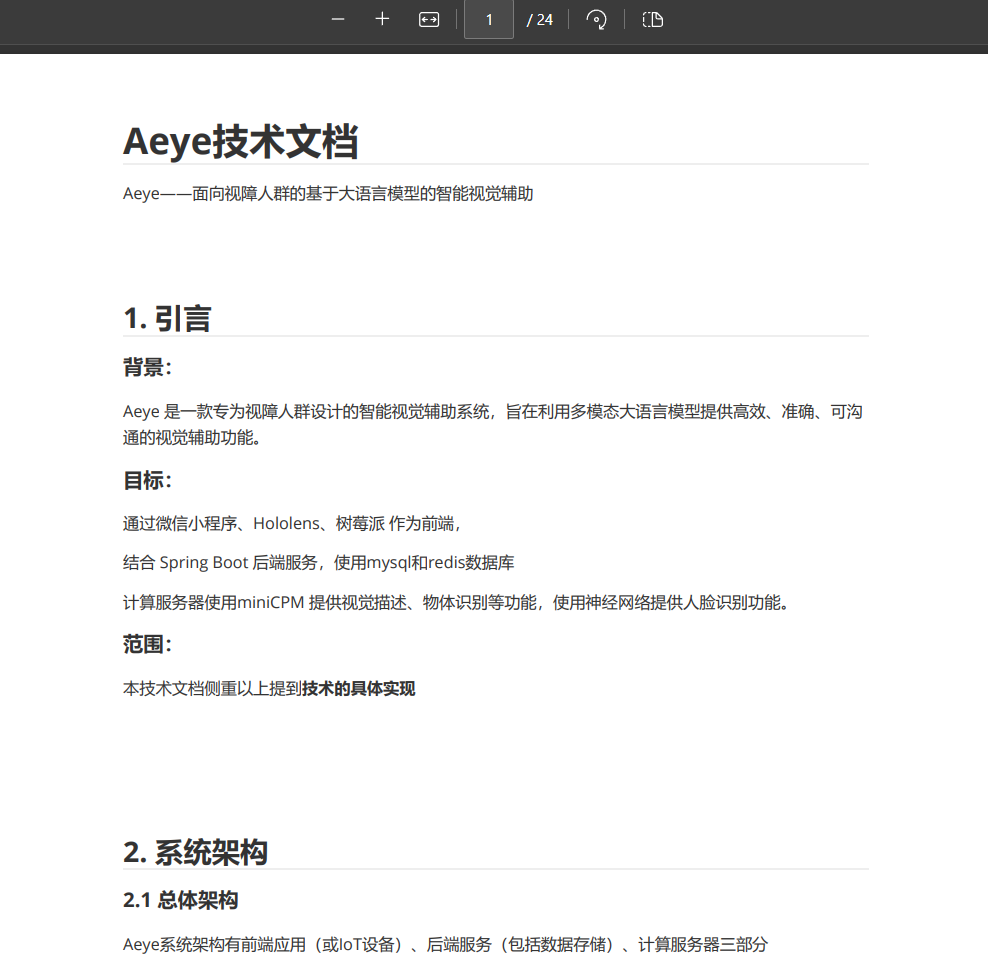 1 / 24
Aeye技术文档
Aeye——面向视障人群的基于大语言模型的智能视觉辅助
1. 引言
背景：
Aeye 是一款专为视障人群设计的智能视觉辅助系统，旨在利用多模态大语言模型提供高效、准确、可沟
通的视觉辅助功能。
目标：
通过微信小程序、Hololens、树莓派 作为前端，
结合 Spring Boot 后端服务，使用mysql和redis数据库
计算服务器使用miniCPM 提供视觉描述、物体识别等功能，使用神经网络提供人脸识别功能。
范围：
本技术文档侧重以上提到技术的具体实现
2. 系统架构
2.1 总体架构
Aeye系统架构有前端应用（或IoT设备）、后端服务（包括数据存储）、计算服务器三部分